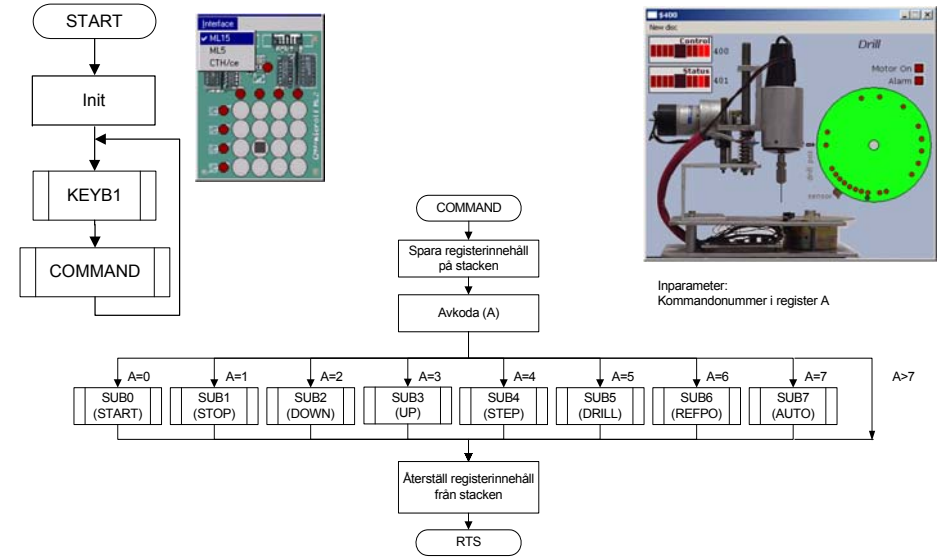 START
Init
KEYB1
COMMAND
Interface
ML15
ML5
CTH/ce
$400
New doc
Control
400
Status
401
Drill
Motor On
Alarm
drill pos.
sensor
Inparameter:
Kommandonummer i register A
COMMAND
Spara registerinnehåll
på stacken
Avkoda (A)
A=0
A=1
A=2
A=3
A=4
A=5
A=6
A=7
A>7
SUB0
(START)
SUB1
(STOP)
SUB2
(DOWN)
SUB3
(UP)
SUB4
(STEP)
SUB5
(DRILL)
SUB6
(REFPO)
SUB7
(AUTO)
Återställ registerinnehåll
från stacken
RTS